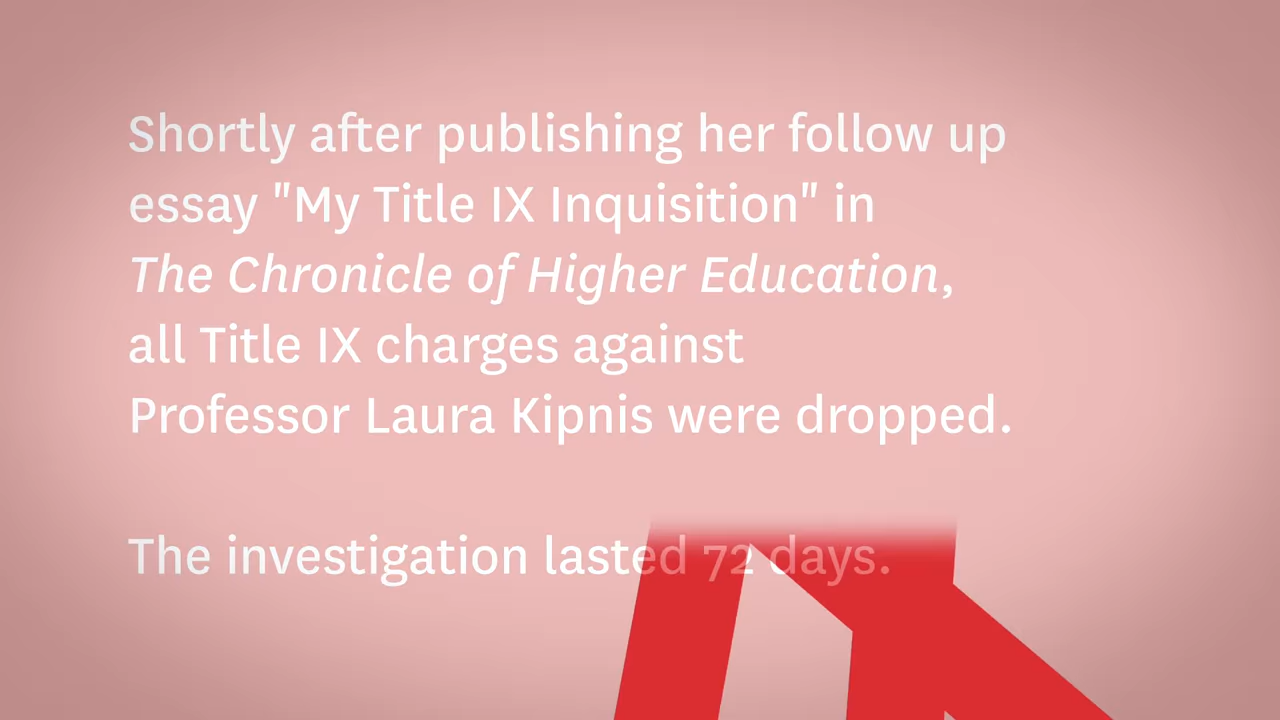 Shortly after publishing her follow up
essay "My Title IX Inquisition" in
The Chronicle of Higher Education,
all Title IX charges against
Professor Laura Kipnis were dropped.
The investigation lasted 72 days.